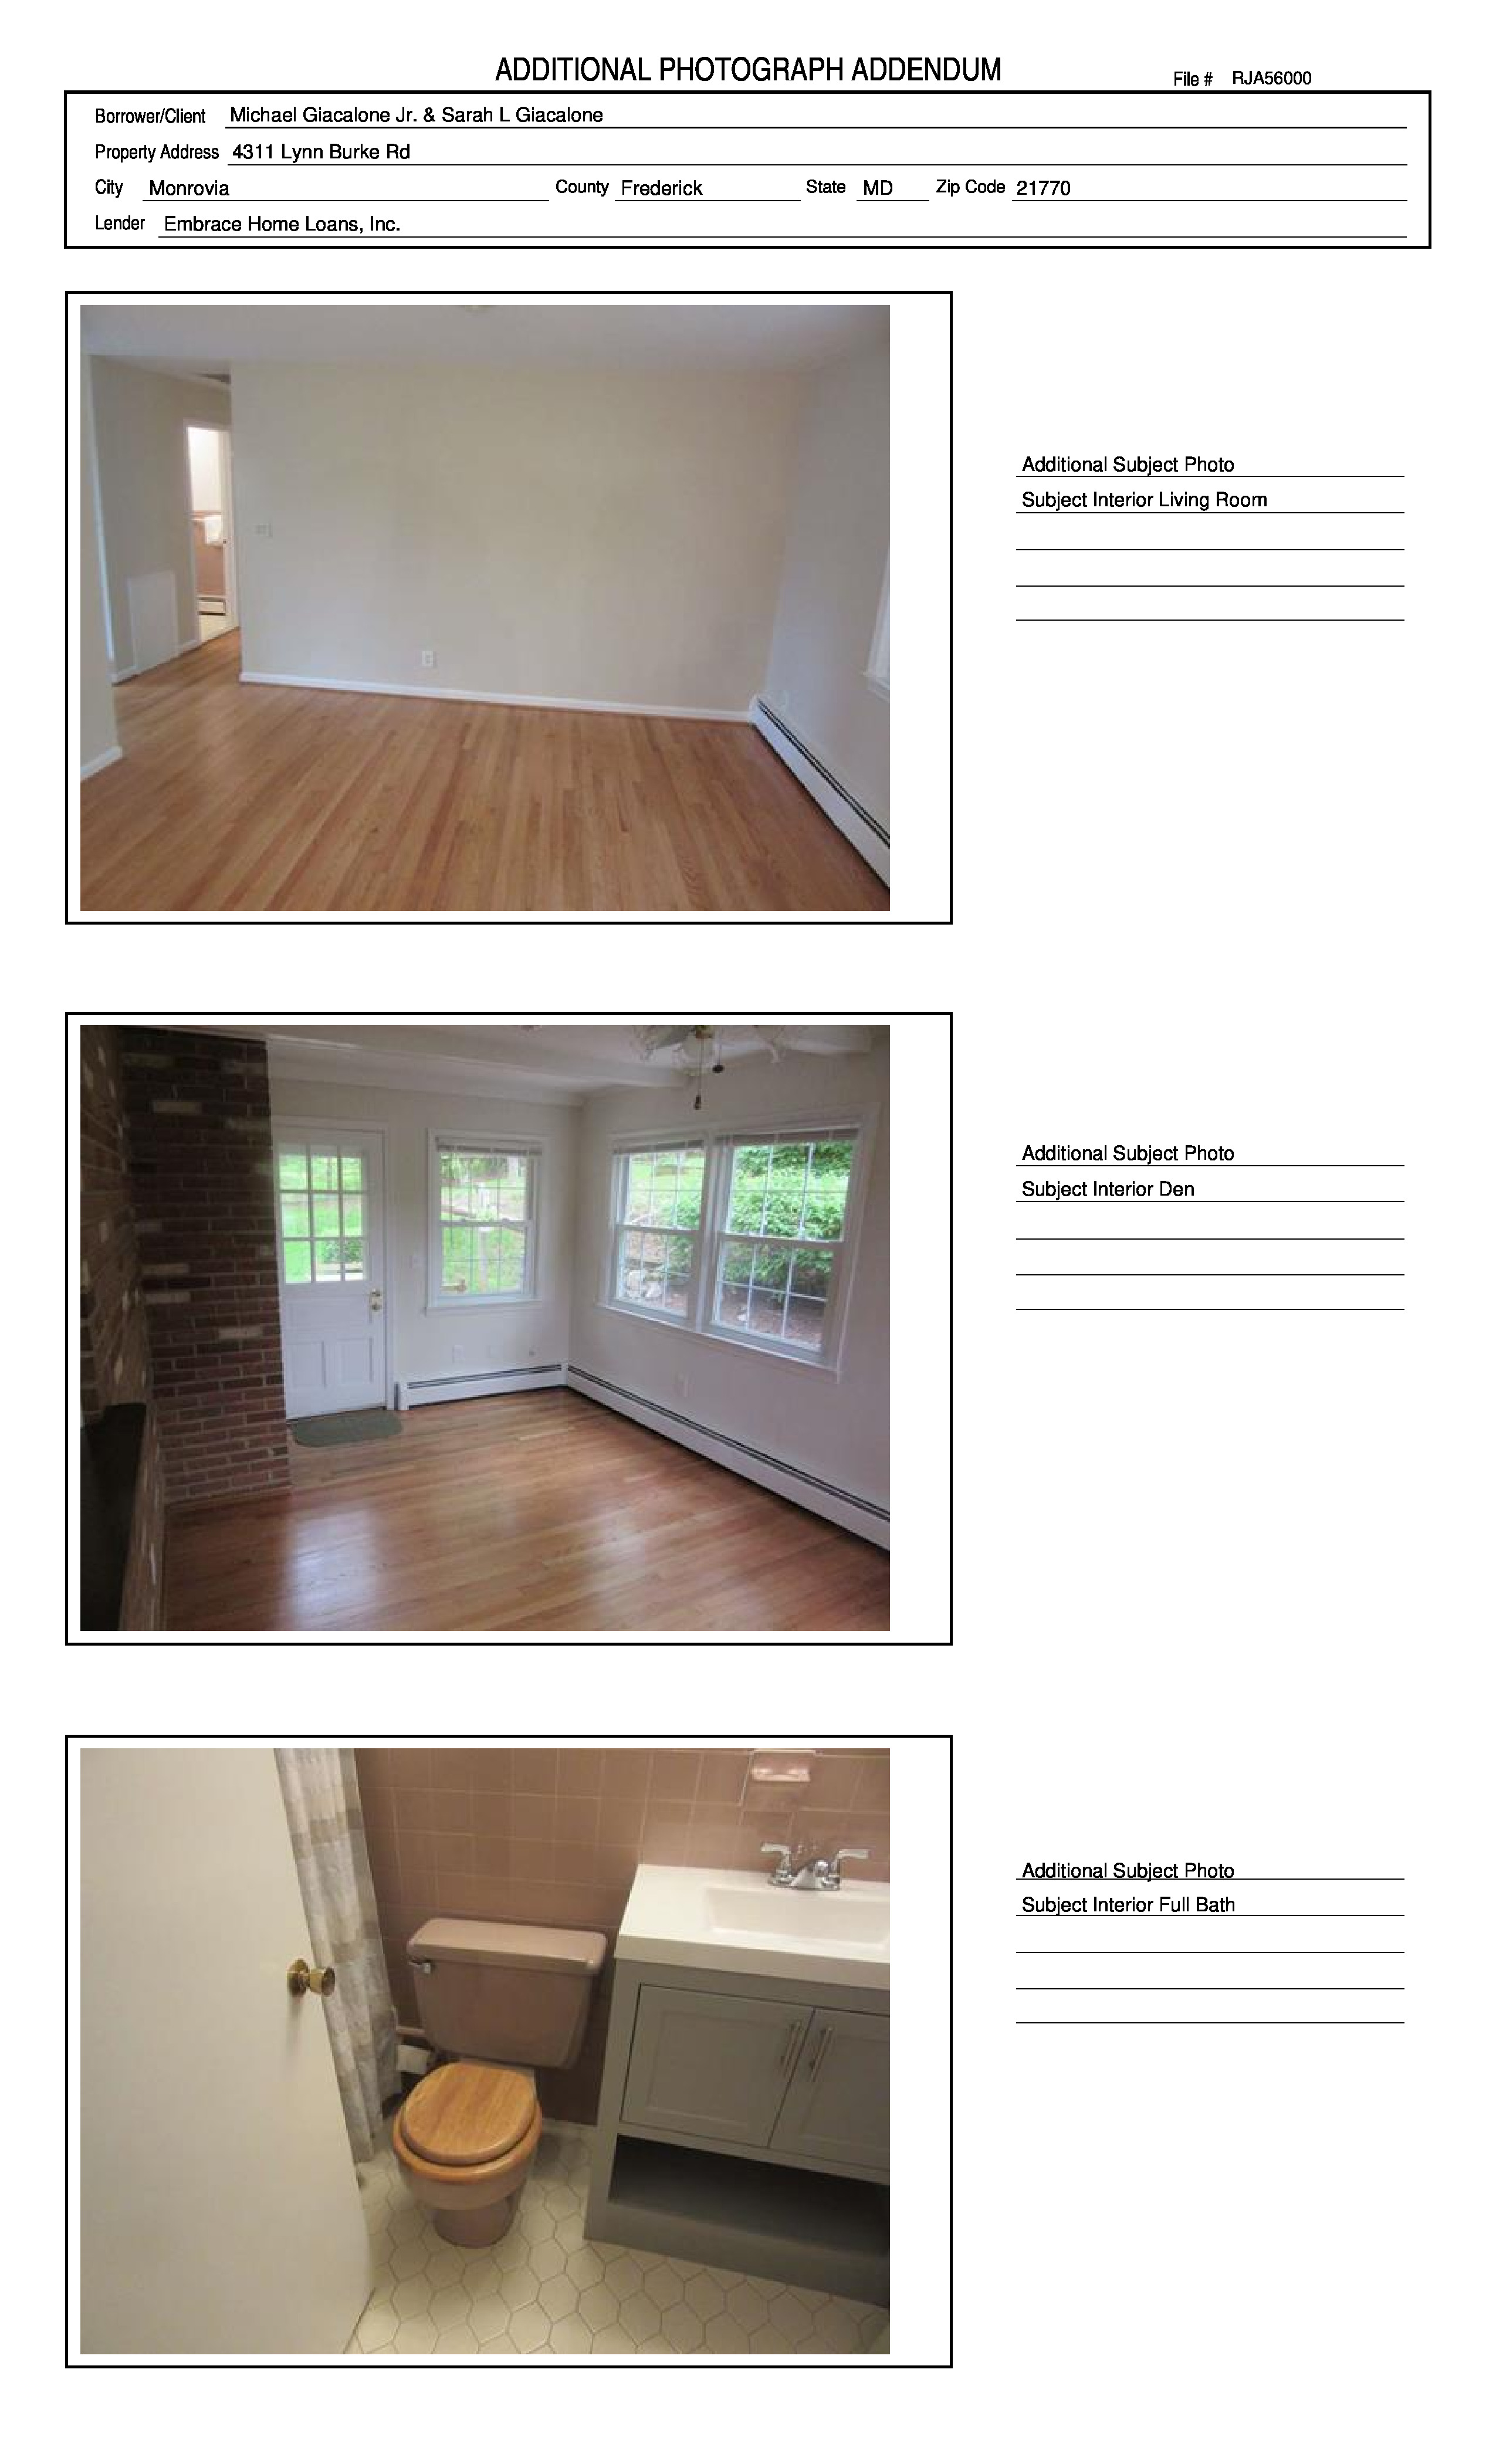 ADDITIONAL PHOTOGRAPH ADDENDUM File # RJA56000
Borrower/Client Michael Giacalone Jr. & Sarah L Giacalone
Property Address 4311 Lynn Burke Rd
City Monrovia County Frederick State MD Zip Code 21770
Lender Embrace Home Loans, Inc.
Additional Subject Photo
Subject Interior Living Room
Additional Subject Photo
Subject Interior Den
Additional Subject Photo
Subject Interior Full Bath